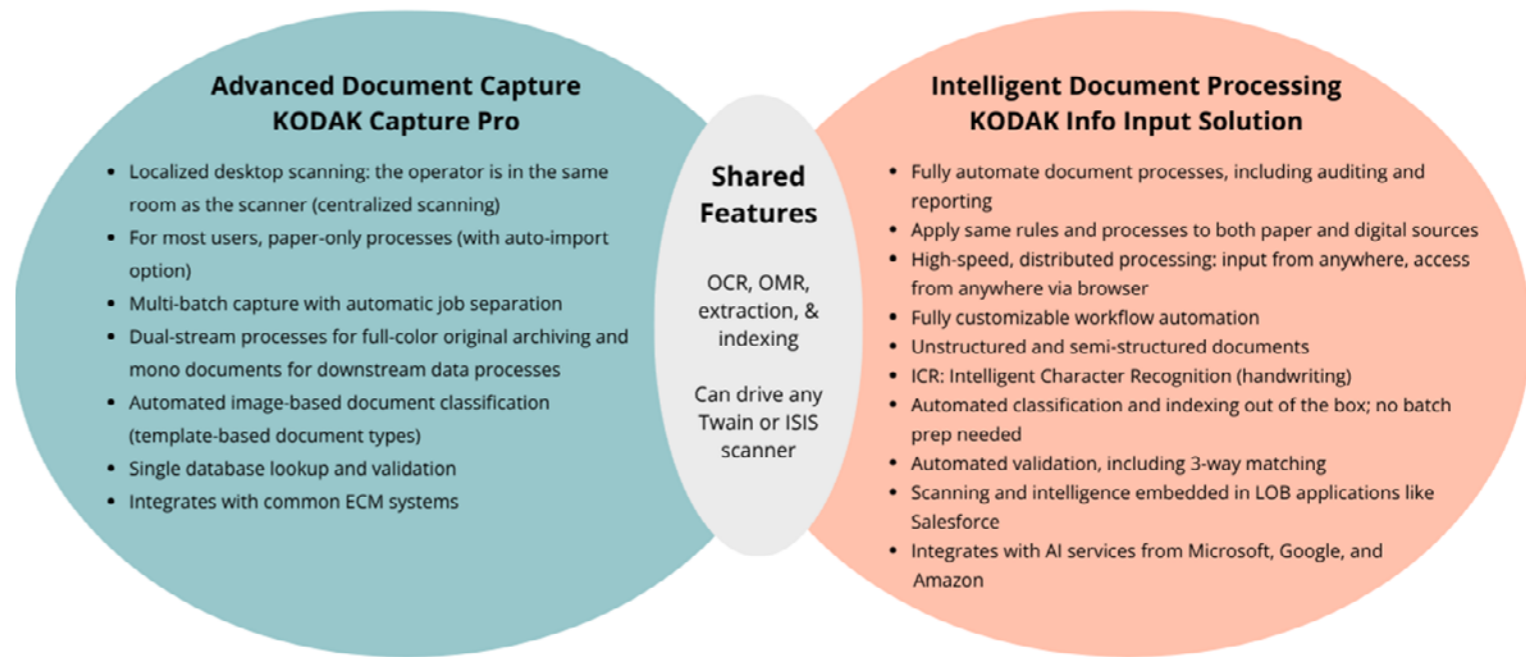 Advanced Document Capture
KODAK Capture Pro
• Localized desktop scanning: the operator is in the same
room as the scanner (centralized scanning)
• For most users, paper-only processes (with auto-import
option)
• Multi-batch capture with automatic job separation
• Dual-stream processes for full-color original archiving and
mono documents for downstream data processes
• Automated image-based document classification
(template-based document types)
• Single database lookup and validation
• Integrates with common ECM systems
Shared
Features
OCR, OMR,
extraction, &
indexing
Can drive any
Twain or ISIS
scanner
Intelligent Document Processing
KODAK Info Input Solution
• Fully automate document processes, including auditing and
reporting
• Apply same rules and processes to both paper and digital sources
• High-speed, distributed processing: input from anywhere, access
from anywhere via browser
• Fully customizable workflow automation
• Unstructured and semi-structured documents
• ICR: Intelligent Character Recognition (handwriting)
• Automated classification and indexing out of the box; no batch
prep needed
• Automated validation, including 3-way matching
• Scanning and intelligence embedded in LOB applications like
Salesforce
• Integrates with AI services from Microsoft, Google, and
Amazon